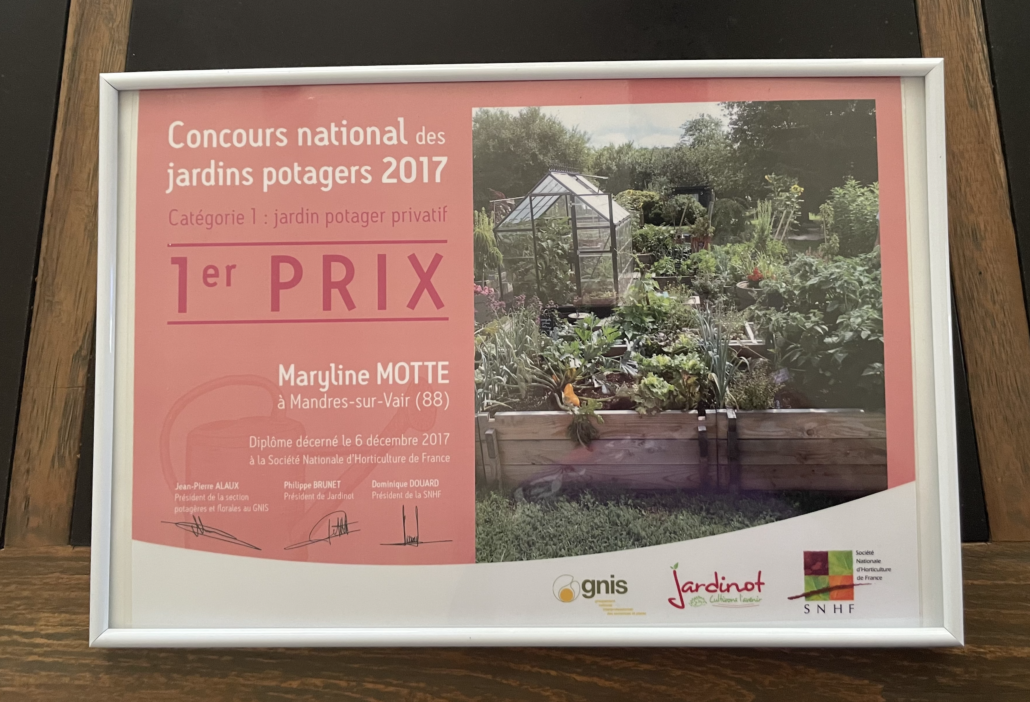 Concours national des
jardins potagers 2017
Catégorie 1 : jardin potager privatif
1er PRIX
Maryline MOTTE
à Mandres-sur-Vair (88)
Diplôme décerné le 6 décembre 2017
à la Société Nationale d'Horticulture de France
Jean-Pierre ALAUX
Président de la section
potagères et florales au GNIS
Philippe BRUNET
Président de Jardinot
Dominique DOUARD
Président de la SNHF
gnis
jardinot
Cultivons l'avenir
Société
Nationale
d'Horticulture
de France
SNHF